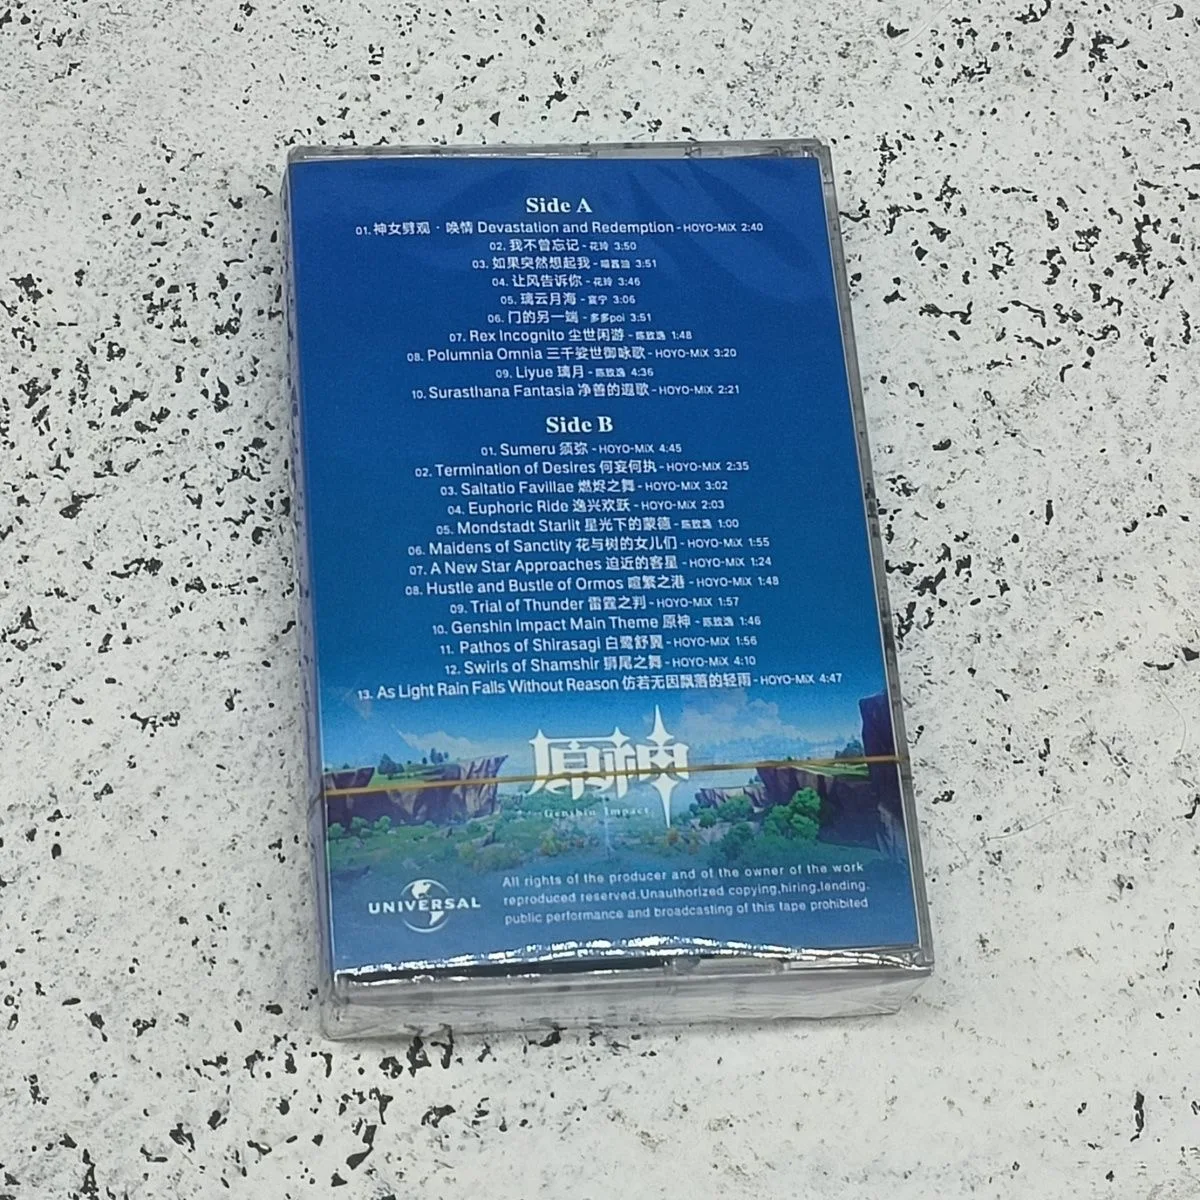 Side A
01. 神女劈观 · 唤情 Devastation and Redemption - HOYO-MiX 2:40
02. 我不曾忘记 - 花玲 3:50
03. 如果突然想起我 - 喵酱油 3:51
04. 让风告诉你 - 花玲 3:46
05. 璃云月海 - 宴宁 3:06
06. 门的另一端 - 多多poi 3:51
07. Rex Incognito 尘世闲游 - 陈致逸 1:48
08. Polumnia Omnia 三千娑世御咏歌 - HOYO-MiX 3:20
09. Liyue 璃月 - 陈致逸 4:36
10. Surasthana Fantasia 净善的遐歌 - HOYO-MiX 2:21
Side B
01. Sumeru 须弥 - HOYO-MiX 4:45
02. Termination of Desires 何妄何执 - HOYO-MiX 2:35
03. Saltatio Favillae 燃烬之舞 - HOYO-MiX 3:02
04. Euphoric Ride 逸兴欢跃 - HOYO-MiX 2:03
05. Mondstadt Starlit 星光下的蒙德 - 陈致逸 1:00
06. Maidens of Sanctity 花与树的女儿们 - HOYO-MiX 1:55
07. A New Star Approaches 迫近的客星 - HOYO-MiX 1:24
08. Hustle and Bustle of Ormos 喧繁之港 - HOYO-MiX 1:48
09. Trial of Thunder 雷霆之判 - HOYO-MiX 1:57
10. Genshin Impact Main Theme 原神 - 陈致逸 1:46
11. Pathos of Shirasagi 白鹭舒翼 - HOYO-MiX 1:56
12. Swirls of Shamshir 狮尾之舞 - HOYO-MiX 4:10
13. As Light Rain Falls Without Reason 仿若无因飘落的轻雨 - HOYO-MiX 4:47
原神
Genshin Impact
UNIVERSAL
All rights of the producer and of the owner of the work
reproduced reserved.Unauthorized copying,hiring,lending.
public performance and broadcasting of this tape prohibited